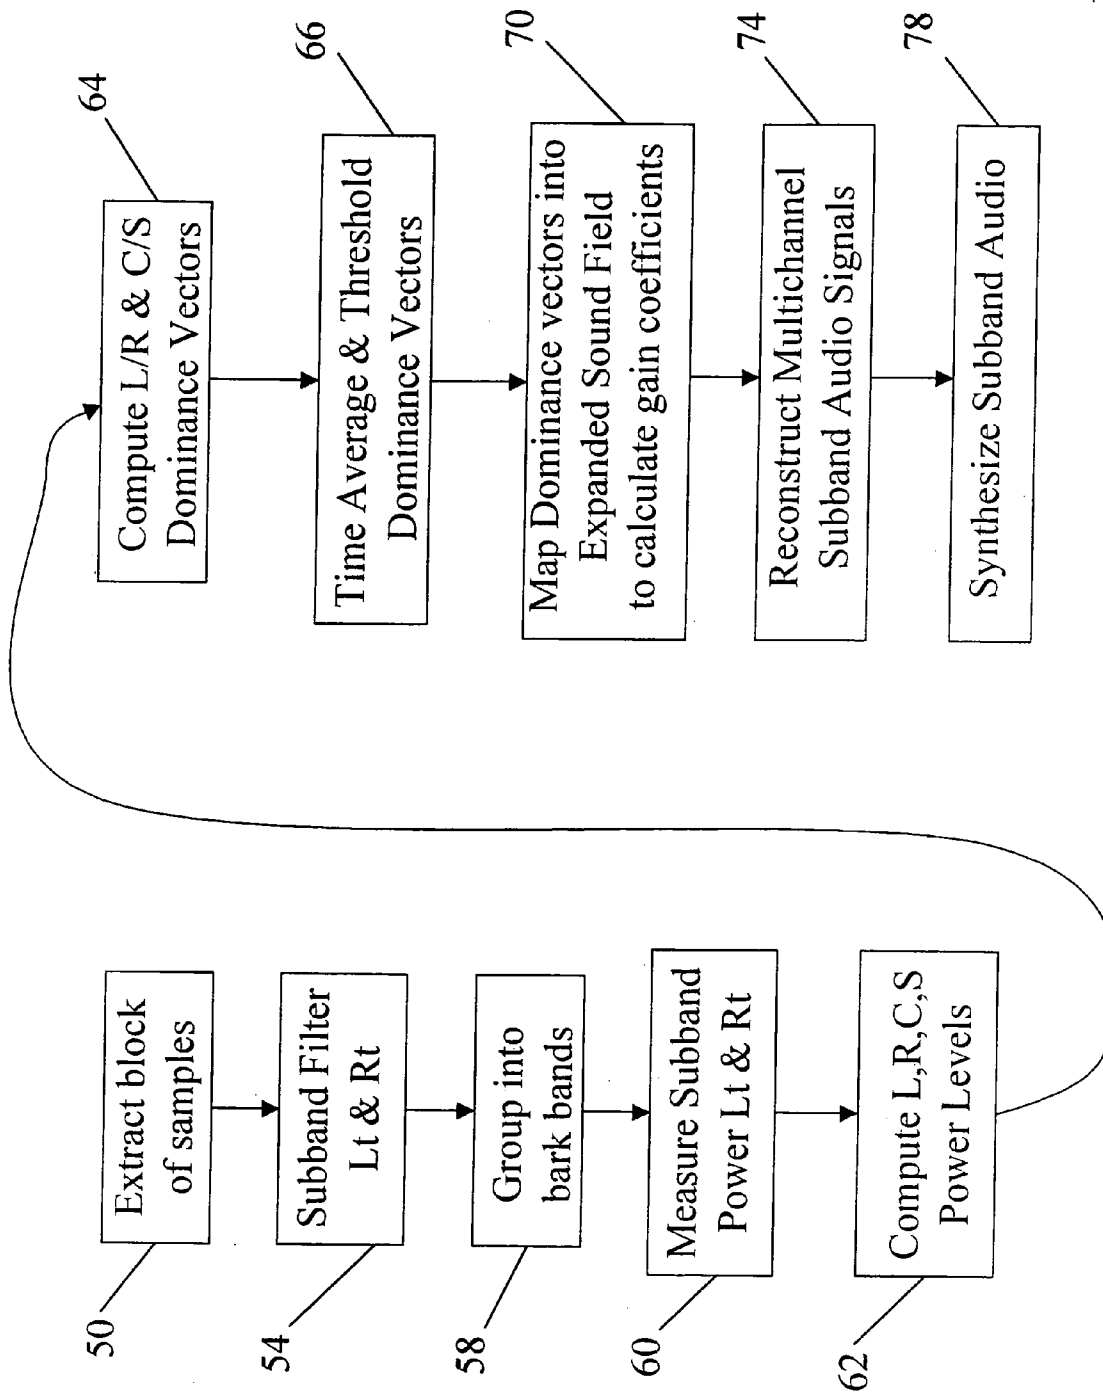 50
Extract block
of samples
54
Subband Filter
Lt & Rt
58
Group into
bark bands
60
Measure Subband
Power Lt & Rt
62
Compute L,R,C,S
Power Levels
64
Compute L/R & C/S
Dominance Vectors
66
Time Average & Threshold
Dominance Vectors
70
Map Dominance vectors into
Expanded Sound Field
to calculate gain coefficients
74
Reconstruct Multichannel
Subband Audio Signals
78
Synthesize Subband Audio